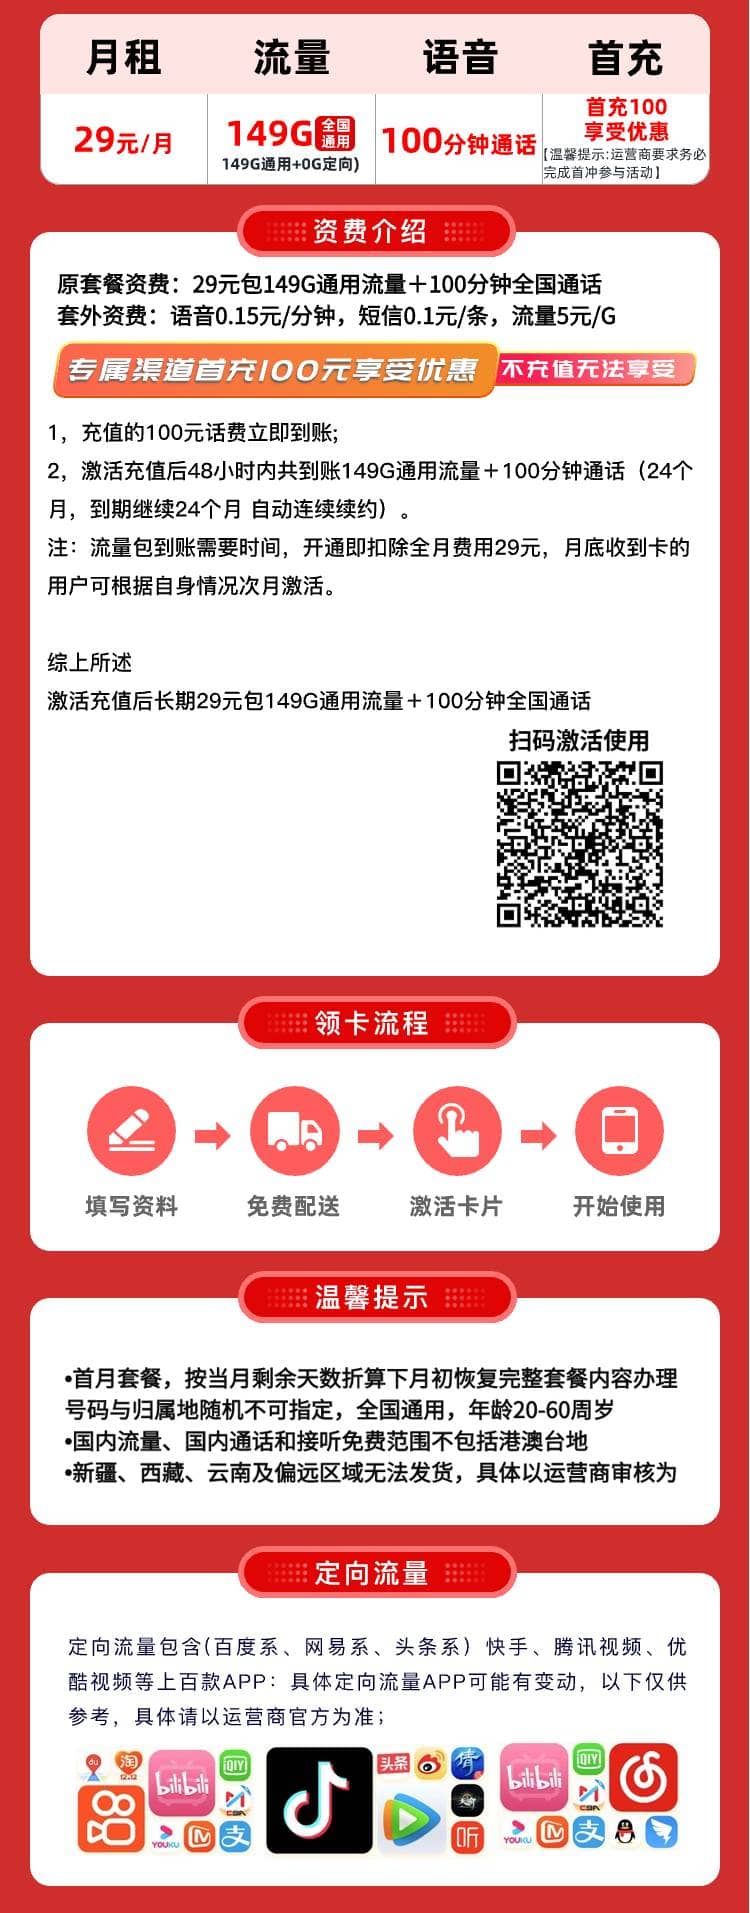 月租 流量 语音 首充
29元/月
149G全国通用
149G通用+0G定向)
100分钟通话
首充100
享受优惠
【温馨提示:运营商要求务必
完成首冲参与活动】
资费介绍
原套餐资费：29元包149G通用流量＋100分钟全国通话
套外资费：语音0.15元/分钟，短信0.1元/条，流量5元/G
专属渠道首充100元享受优惠 不充值无法享受
1，充值的100元话费立即到账;
2，激活充值后48小时内共到账149G通用流量＋100分钟通话（24个
月，到期继续24个月 自动连续续约）。
注：流量包到账需要时间，开通即扣除全月费用29元，月底收到卡的
用户可根据自身情况次月激活。
综上所述
激活充值后长期29元包149G通用流量＋100分钟全国通话
扫码激活使用
领卡流程
填写资料 免费配送 激活卡片 开始使用
温馨提示
•首月套餐，按当月剩余天数折算下月初恢复完整套餐内容办理
号码与归属地随机不可指定，全国通用，年龄20-60周岁
•国内流量、国内通话和接听免费范围不包括港澳台地
•新疆、西藏、云南及偏远区域无法发货，具体以运营商审核为
定向流量
定向流量包含(百度系、网易系、头条系）快手、腾讯视频、优
酷视频等上百款APP：具体定向流量APP可能有变动，以下仅供
参考，具体请以运营商官方为准；
du 淘 12.12 bilibili QIY 头条 倩 bilibili QIY
CBA CBA
YOUKU 支 听 YOUKU 支